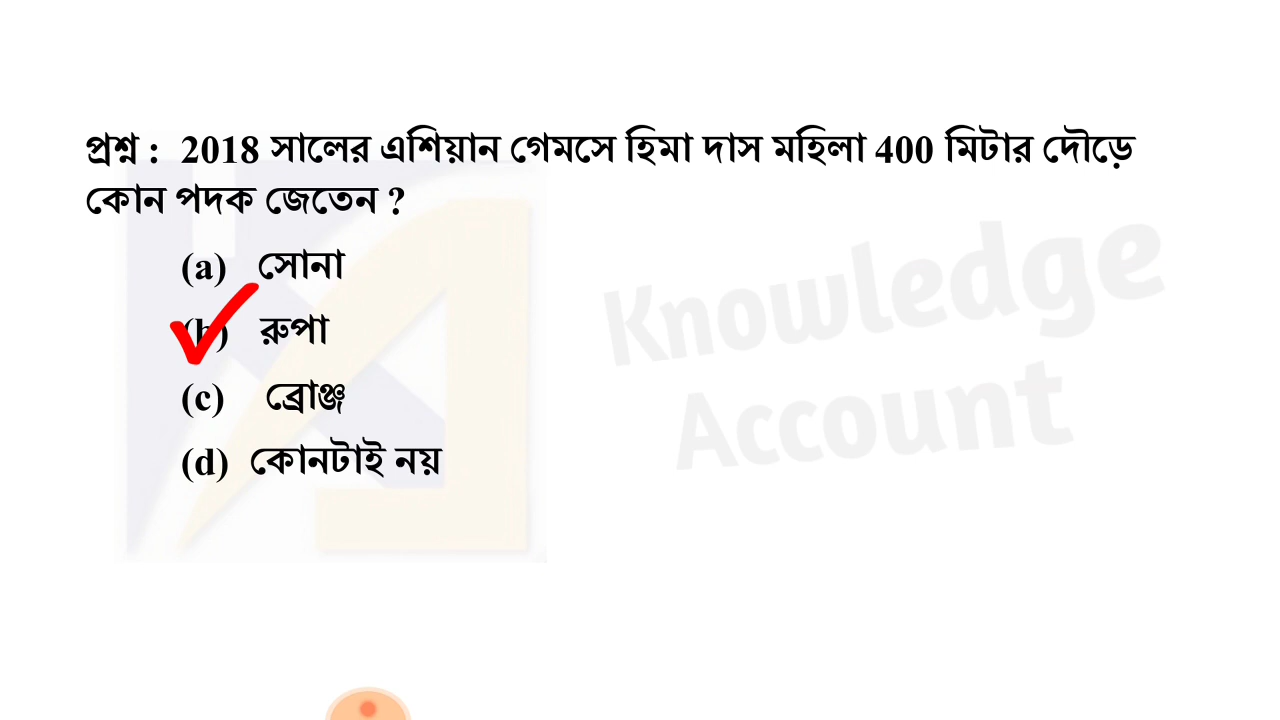 প্রশ্ন : 2018 সালের এশিয়ান গেমসে হিমা দাস মহিলা 400 মিটার দৌড়ে
কোন পদক জেতেন ?
(a) সোনা
(b) রুপা
(c) ব্রোঞ্জ
(d) কোনটাই নয়
Knowledge
Account